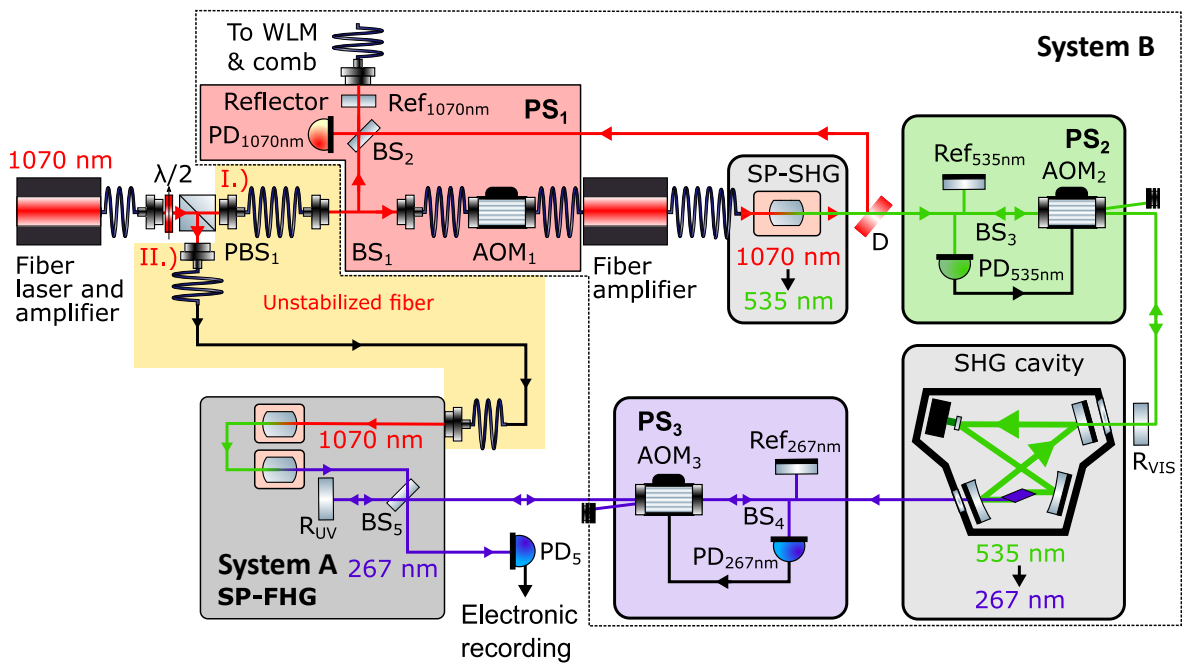 To WLM
& comb
System B
Reflector
Ref1070nm
PS1
PD1070nm
BS2
1070 nm
λ/2
I.)
II.)
PBS1
BS1
AOM1
Fiber
laser and
amplifier
Unstabilized fiber
Fiber
amplifier
SP-SHG
1070 nm
535 nm
D
PS2
Ref535nm
AOM2
BS3
PD535nm
SHG cavity
RVIS
535 nm
267 nm
PS3
AOM3
Ref267nm
BS4
PD267nm
1070 nm
RUV
BS5
System A
267 nm
SP-FHG
PD5
Electronic
recording